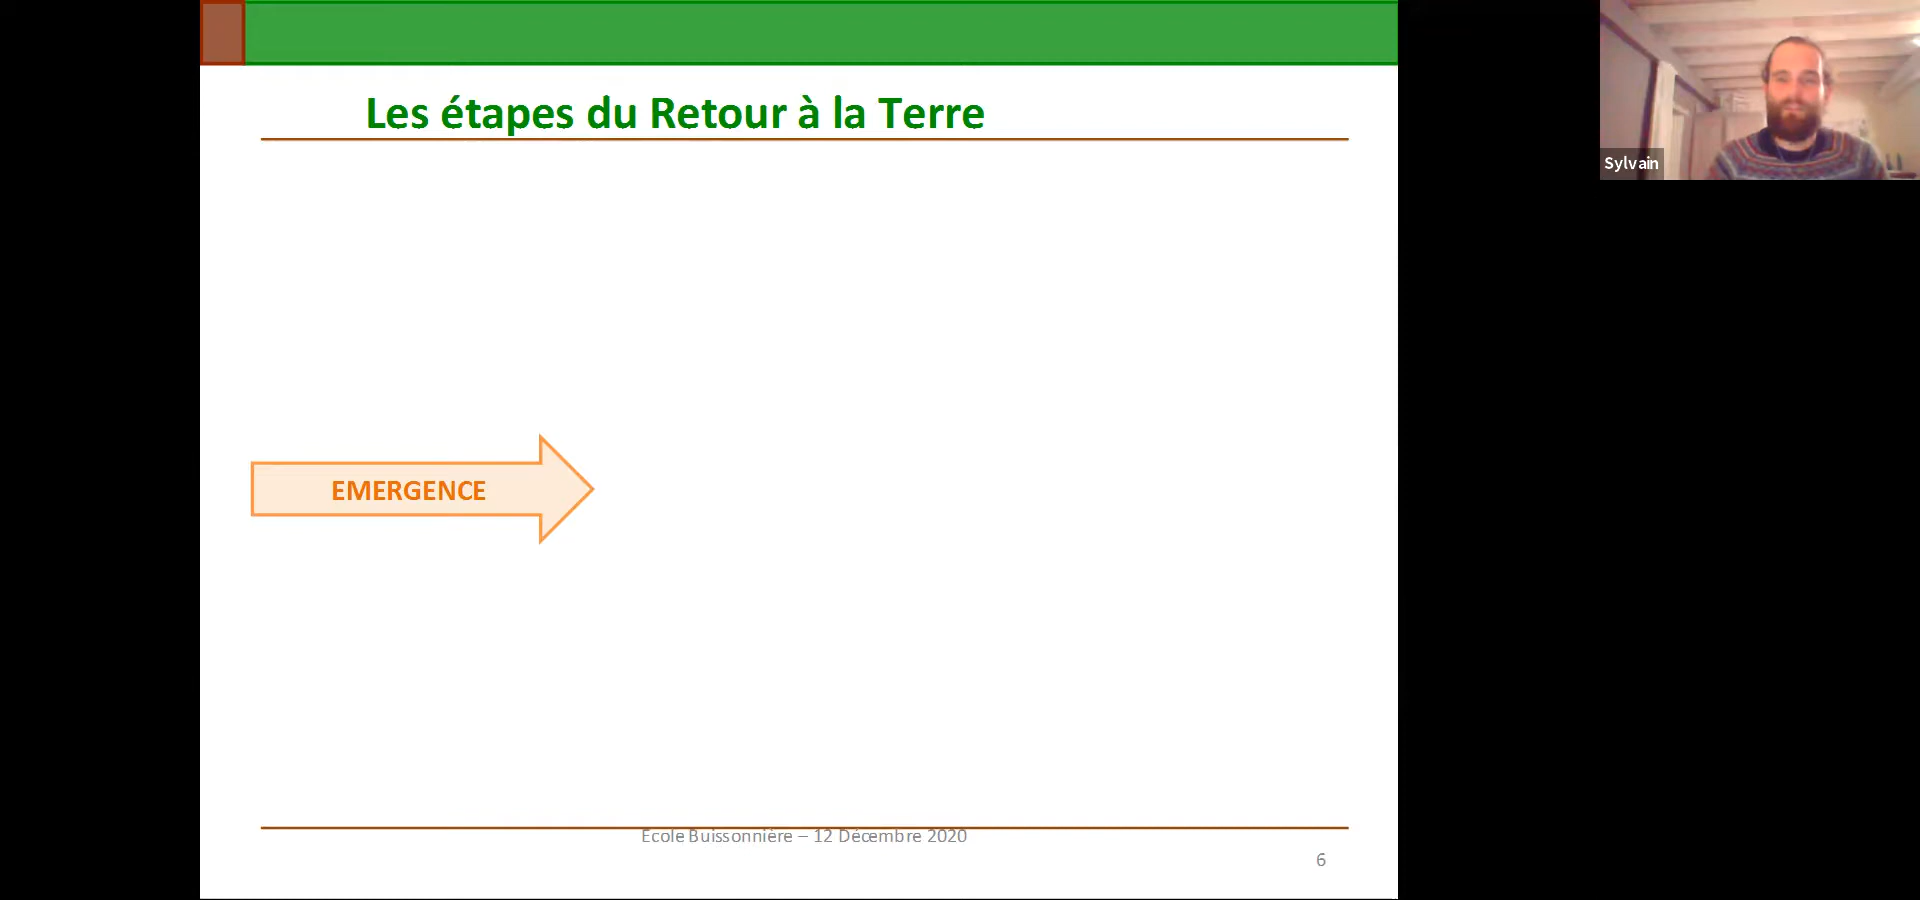 Les étapes du Retour à la Terre
Sylvain
EMERGENCE
Ecole Buissonnière – 12 Décembre 2020
6